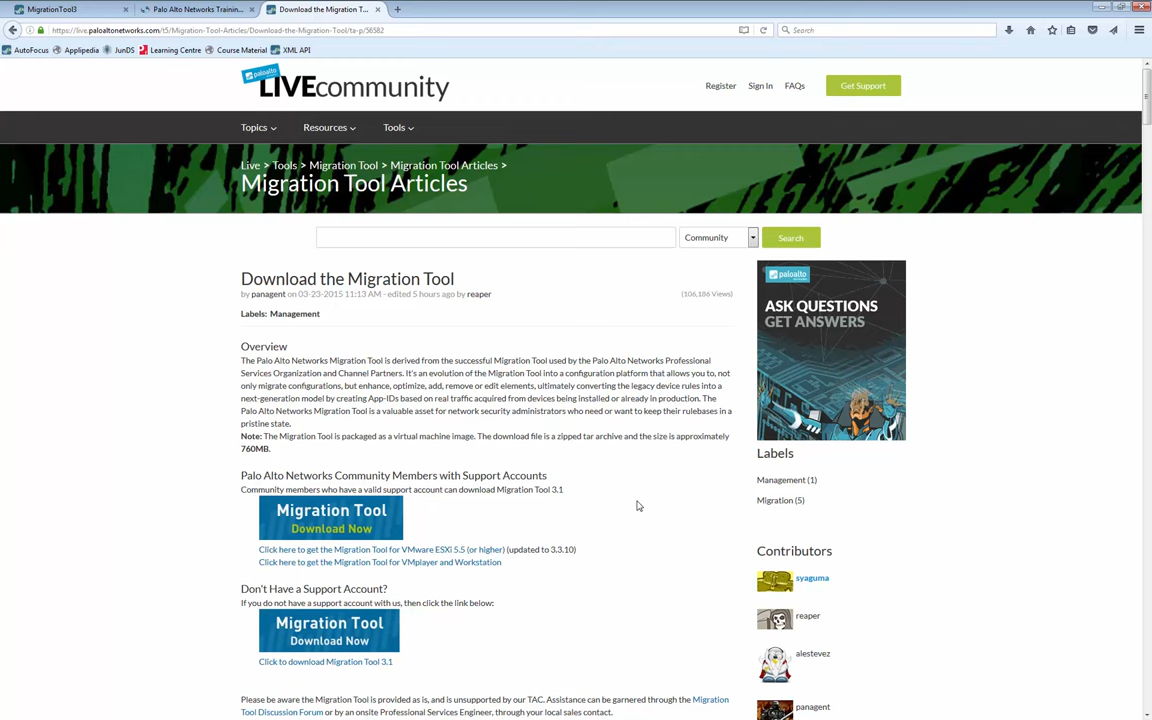 MigrationTool3
Palo Alto Networks Trainin...
Download the Migration T...
https://live.paloaltonetworks.com/t5/Migration-Tool-Articles/Download-the-Migration-Tool/ta-p/56582
Search
AutoFocus
Applipedia
JunDS
Learning Centre
Course Material
XML API
paloalto
LIVEcommunity
Register
Sign In
FAQs
Get Support
Topics
Resources
Tools
Live > Tools > Migration Tool > Migration Tool Articles >
Migration Tool Articles
Community
Search
Download the Migration Tool
by panagent on 03-23-2015 11:13 AM - edited 5 hours ago by reaper
(106,186 Views)
Labels: Management
Overview
The Palo Alto Networks Migration Tool is derived from the successful Migration Tool used by the Palo Alto Networks Professional
Services Organization and Channel Partners. It's an evolution of the Migration Tool into a configuration platform that allows you to, not
only migrate configurations, but enhance, optimize, add, remove or edit elements, ultimately converting the legacy device rules into a
next-generation model by creating App-IDs based on real traffic acquired from devices being installed or already in production. The
Palo Alto Networks Migration Tool is a valuable asset for network security administrators who need or want to keep their rulebases in a
pristine state.
Note: The Migration Tool is packaged as a virtual machine image. The download file is a zipped tar archive and the size is approximately
760MB.
Palo Alto Networks Community Members with Support Accounts
Community members who have a valid support account can download Migration Tool 3.1
Migration Tool
Download Now
Click here to get the Migration Tool for VMware ESXi 5.5 (or higher) (updated to 3.3.10)
Click here to get the Migration Tool for VMplayer and Workstation
Don't Have a Support Account?
If you do not have a support account with us, then click the link below:
Migration Tool
Download Now
Click to download Migration Tool 3.1
Please be aware the Migration Tool is provided as is, and is unsupported by our TAC. Assistance can be garnered through the Migration
Tool Discussion Forum or by an onsite Professional Services Engineer, through your local sales contact.
paloalto
ASK QUESTIONS
GET ANSWERS
Labels
Management (1)
Migration (5)
Contributors
syaguma
reaper
alestevez
panagent